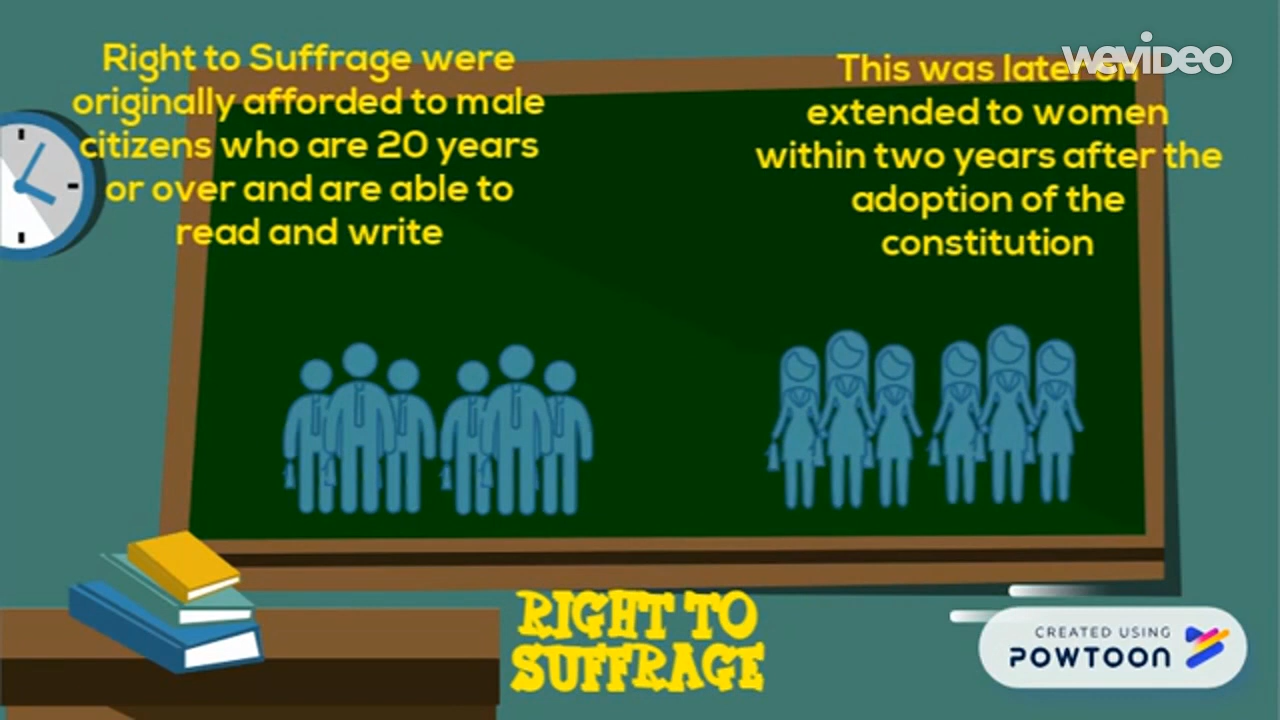 Right to Suffrage were
originally afforded to male
citizens who are 20 years
or over and are able to
read and write
This was later on
extended to women
within two years after the
adoption of the
constitution
WEVIDEO
RIGHT TO
SUFFRAGE
CREATED USING
POWTOON